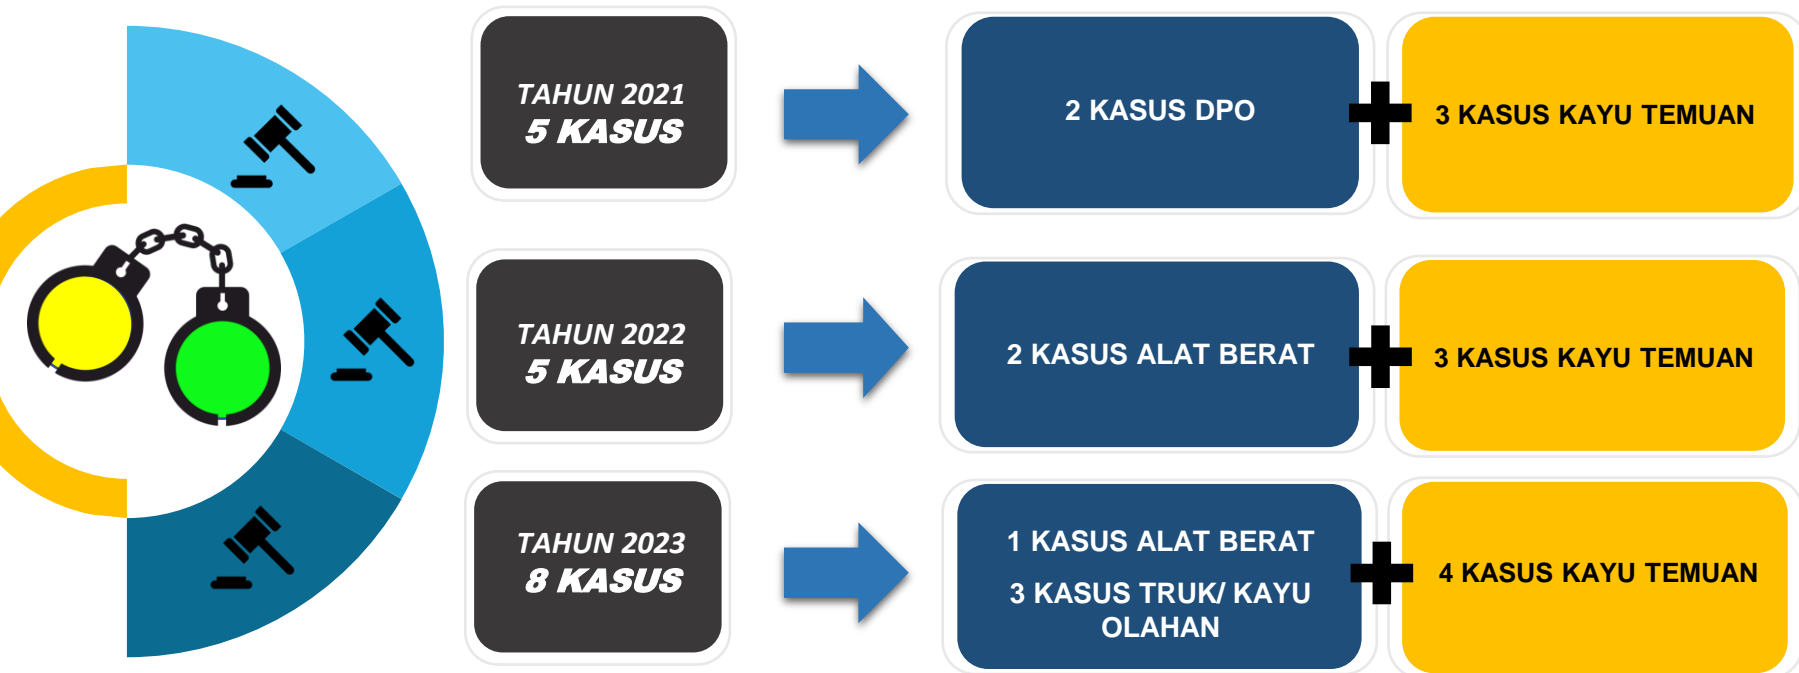 TAHUN 2021
5 KASUS
2 KASUS DPO
3 KASUS KAYU TEMUAN
TAHUN 2022
5 KASUS
2 KASUS ALAT BERAT
3 KASUS KAYU TEMUAN
TAHUN 2023
8 KASUS
1 KASUS ALAT BERAT
3 KASUS TRUK/ KAYU
OLAHAN
4 KASUS KAYU TEMUAN